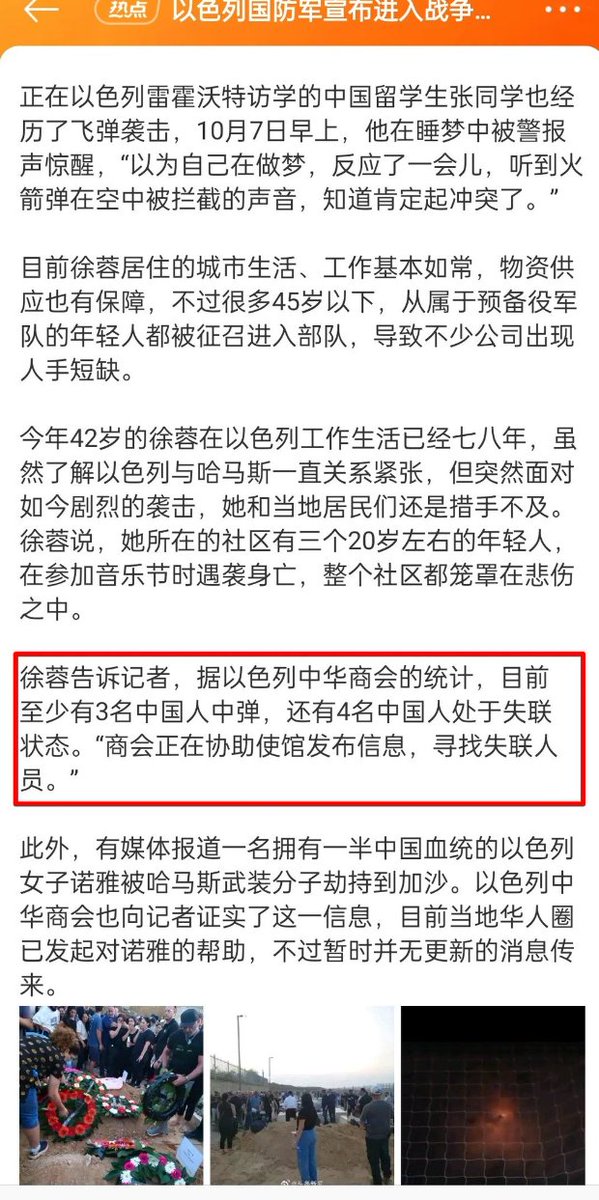 热点 以色列国防军宣布进入战争...
正在以色列雷霍沃特访学的中国留学生张同学也经
历了飞弹袭击，10月7日早上，他在睡梦中被警报
声惊醒，“以为自己在做梦，反应了一会儿，听到火
箭弹在空中被拦截的声音，知道肯定起冲突了。”
目前徐蓉居住的城市生活、工作基本如常，物资供
应也有保障，不过很多45岁以下，从属于预备役军
队的年轻人都被征召进入部队，导致不少公司出现
人手短缺。
今年42岁的徐蓉在以色列工作生活已经七八年，虽
然了解以色列与哈马斯一直关系紧张，但突然面对
如今剧烈的袭击，她和当地居民们还是措手不及。
徐蓉说，她所在的社区有三个20岁左右的年轻人，
在参加音乐节时遇袭身亡，整个社区都笼罩在悲伤
之中。
徐蓉告诉记者，据以色列中华商会的统计，目前
至少有3名中国人中弹，还有4名中国人处于失联
状态。“商会正在协助使馆发布信息，寻找失联人
员。”
此外，有媒体报道一名拥有一半中国血统的以色列
女子诺雅被哈马斯武装分子劫持到加沙。以色列中
华商会也向记者证实了这一信息，目前当地华人圈
已发起对诺雅的帮助，不过暂时并无更新的消息传
来。